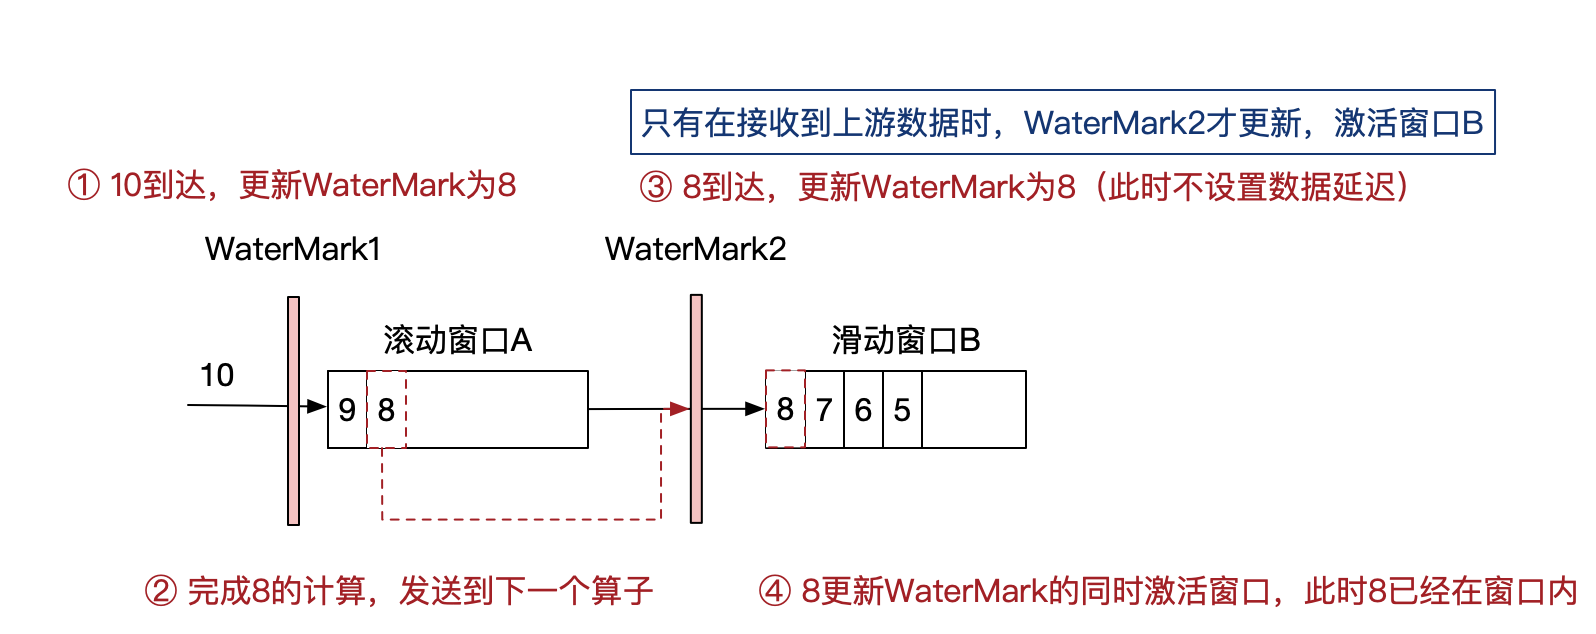 只有在接收到上游数据时，WaterMark2才更新，激活窗口B
① 10到达，更新WaterMark为8
③ 8到达，更新WaterMark为8（此时不设置数据延迟）
WaterMark1
WaterMark2
滚动窗口A
滑动窗口B
10
9 8
8 7 6 5
② 完成8的计算，发送到下一个算子
④ 8更新WaterMark的同时激活窗口，此时8已经在窗口内